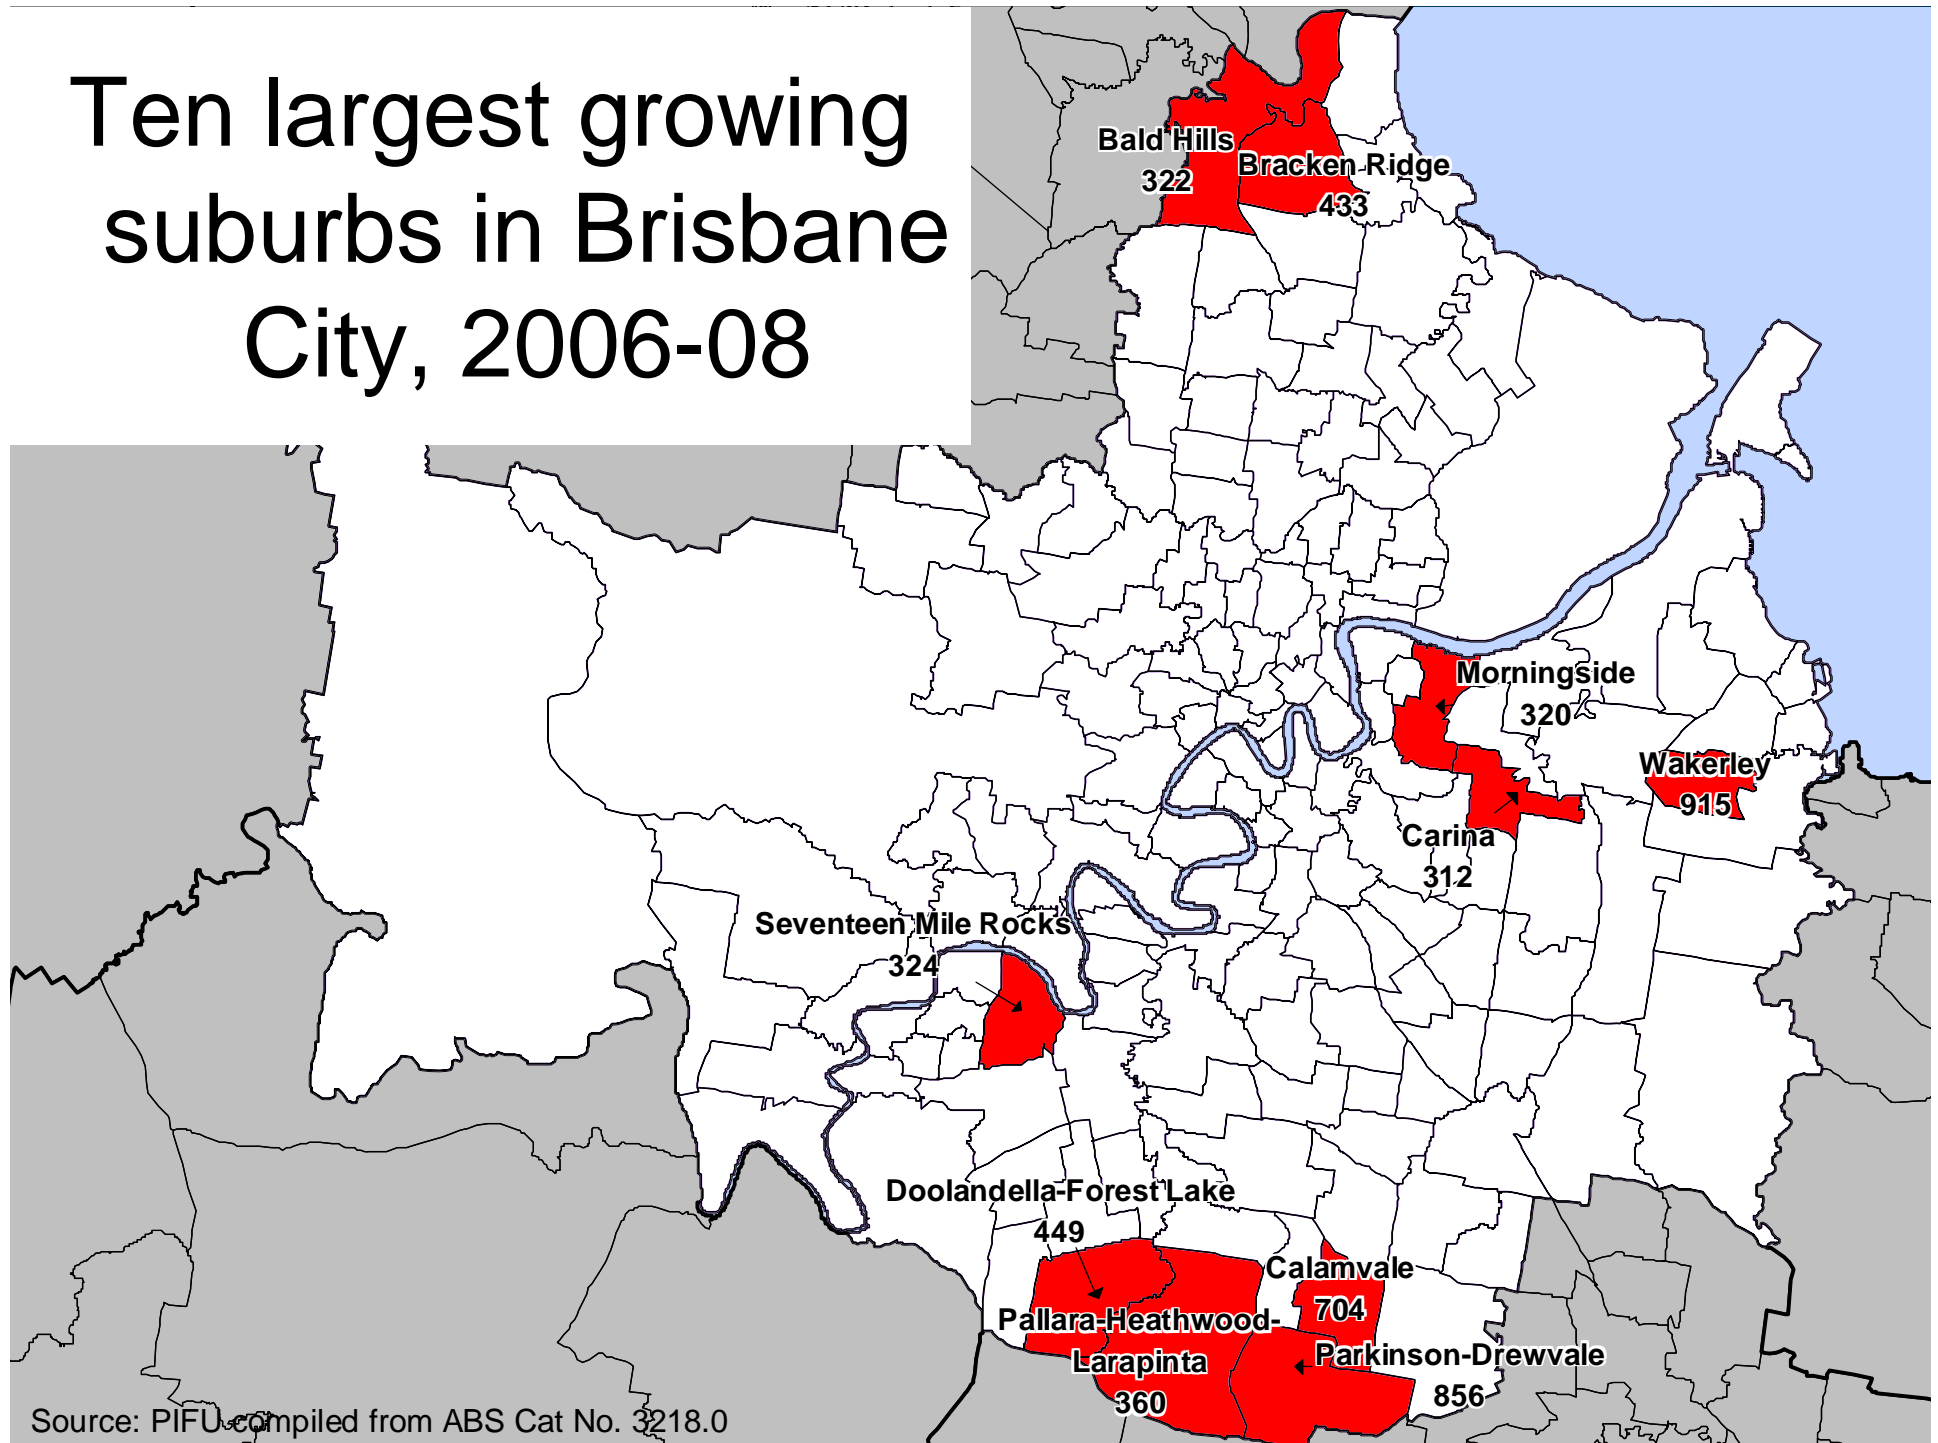 Ten largest growing
suburbs in Brisbane
City, 2006-08
Bald Hills
322
Bracken Ridge
433
Morningside
320
Wakerley
915
Carina
312
Seventeen Mile Rocks
324
Doolandella-Forest Lake
449
Calamvale
704
Pallara-Heathwood-
Larapinta
360
Parkinson-Drewvale
856
Source: PIFU compiled from ABS Cat No. 3218.0